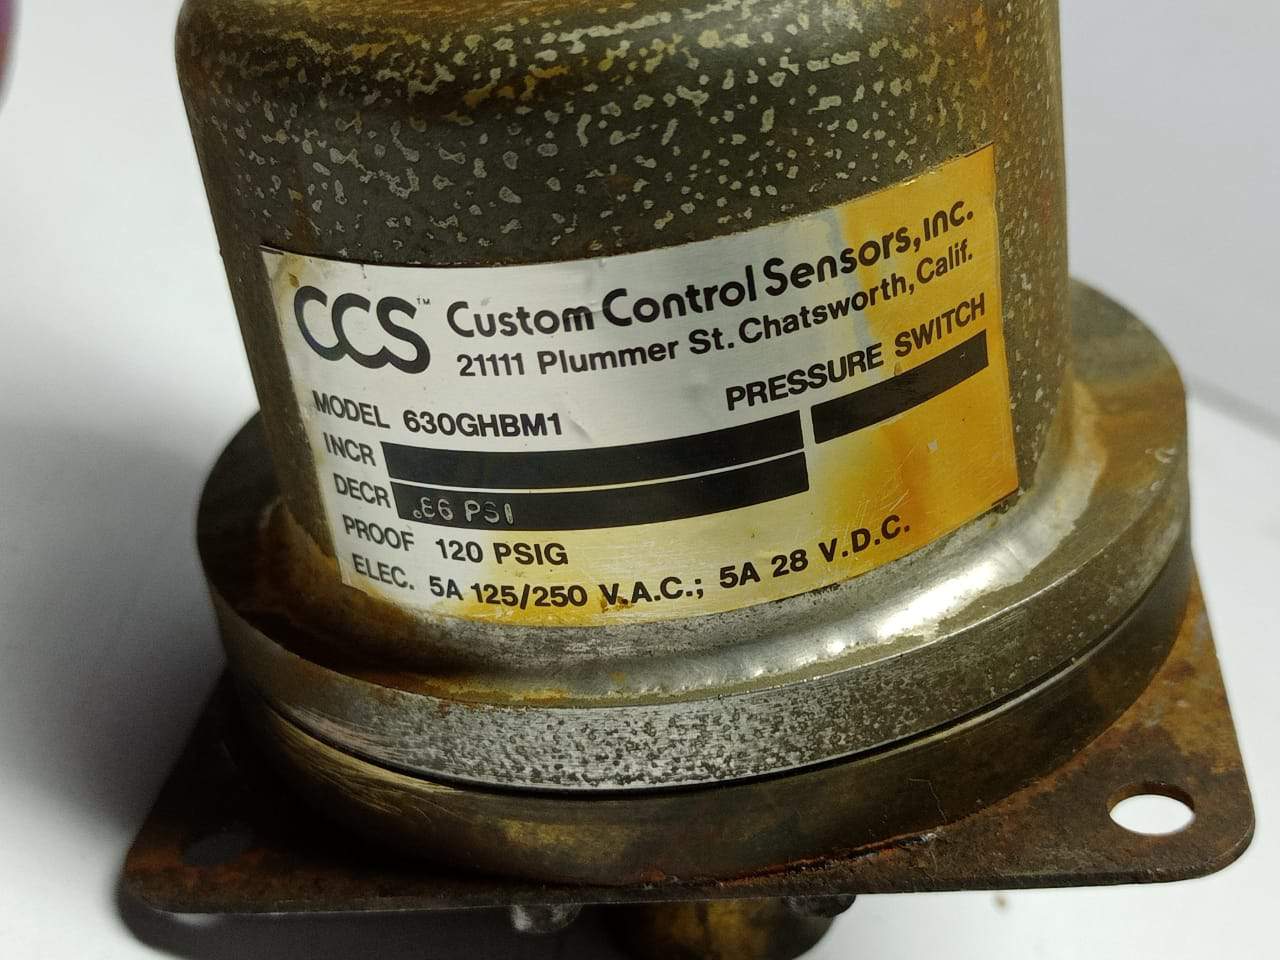 CCS™ Custom Control Sensors, Inc.
21111 Plummer St. Chatsworth, Calif.
MODEL 630GHBM1 PRESSURE SWITCH
INCR
DECR .86 PSI
PROOF 120 PSIG
ELEC. 5A 125/250 V.A.C.; 5A 28 V.D.C.